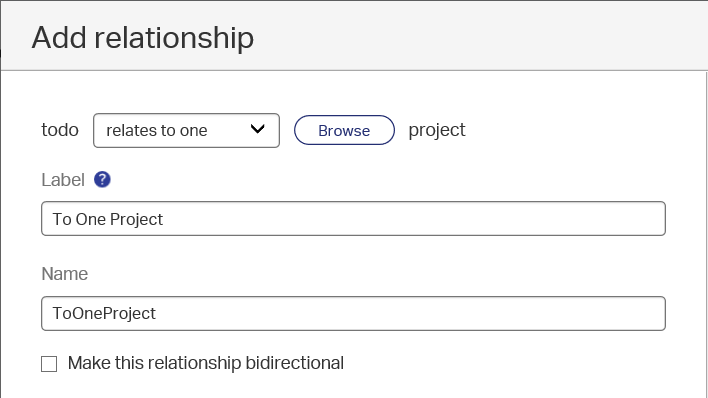 Add relationship
todo relates to one Browse project
Label ?
To One Project
Name
ToOneProject
Make this relationship bidirectional